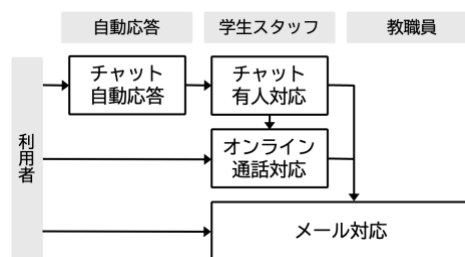 自動応答
学生スタッフ
教職員
利用者
チャット
自動応答
チャット
有人対応
オンライン
通話対応
メール対応